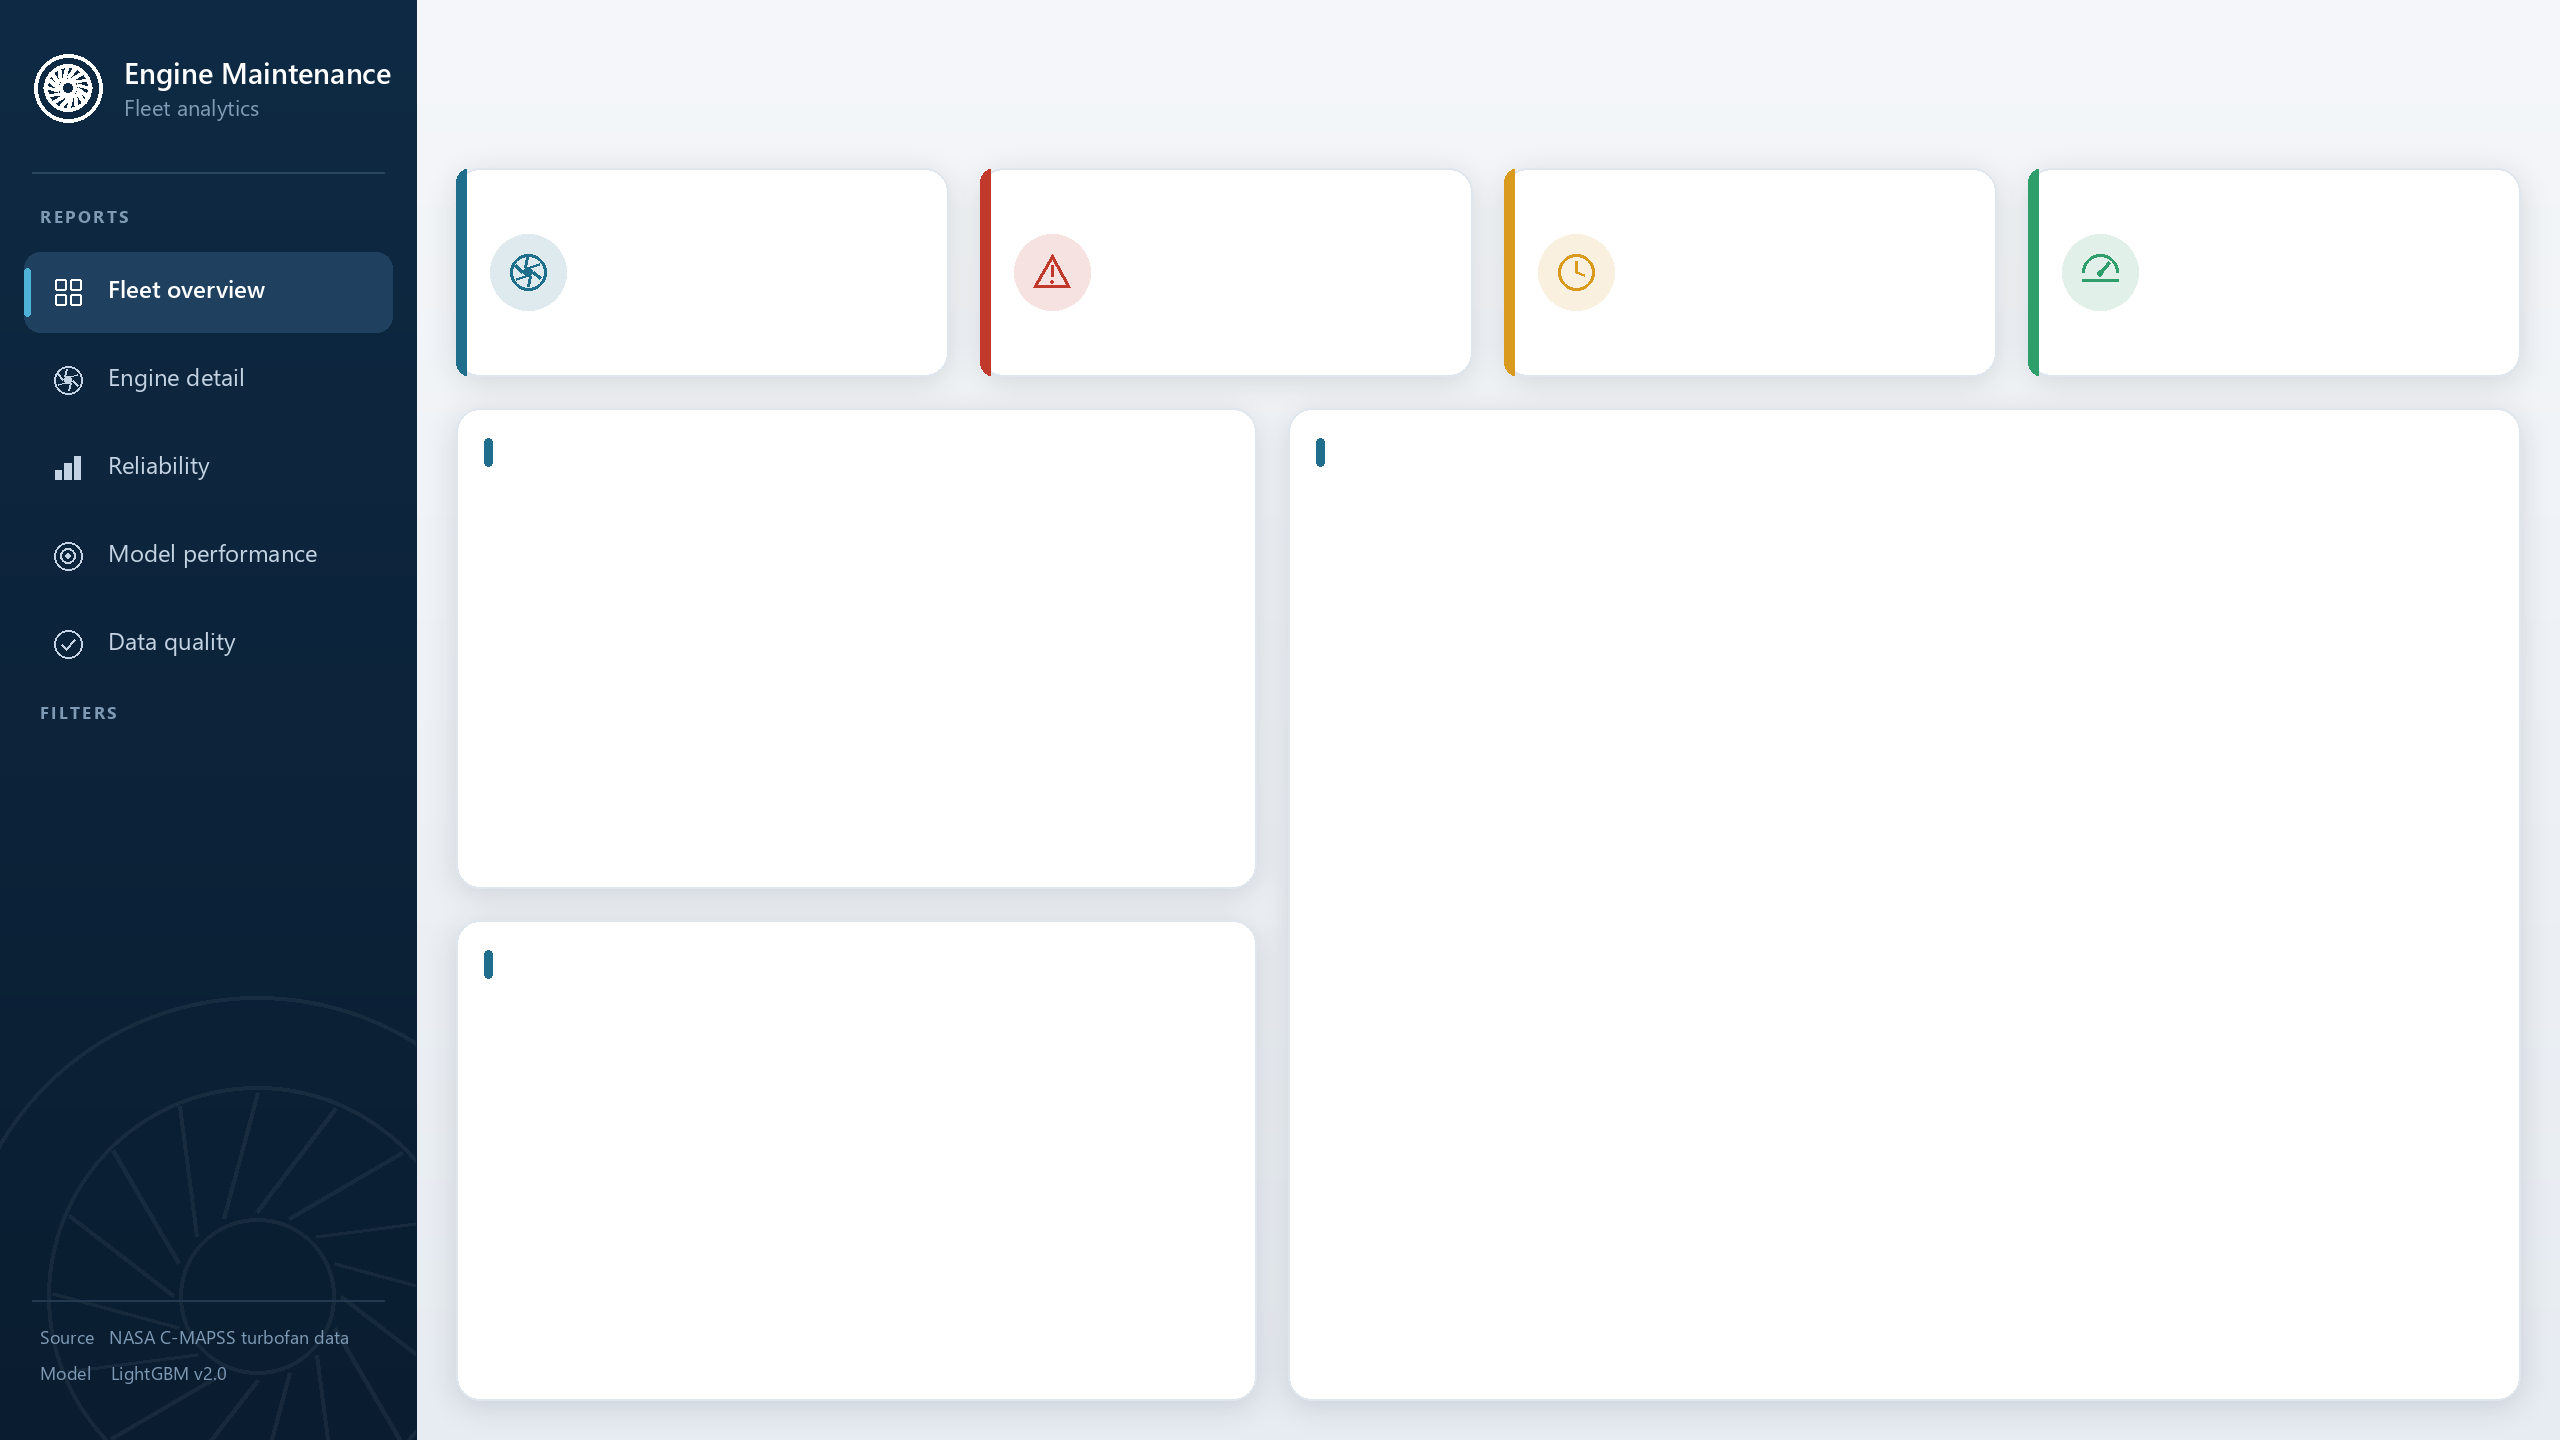 Engine Maintenance
Fleet analytics
REPORTS
Fleet overview
Engine detail
Reliability
Model performance
Data quality
FILTERS
Source NASA C-MAPSS turbofan data
Model LightGBM v2.0